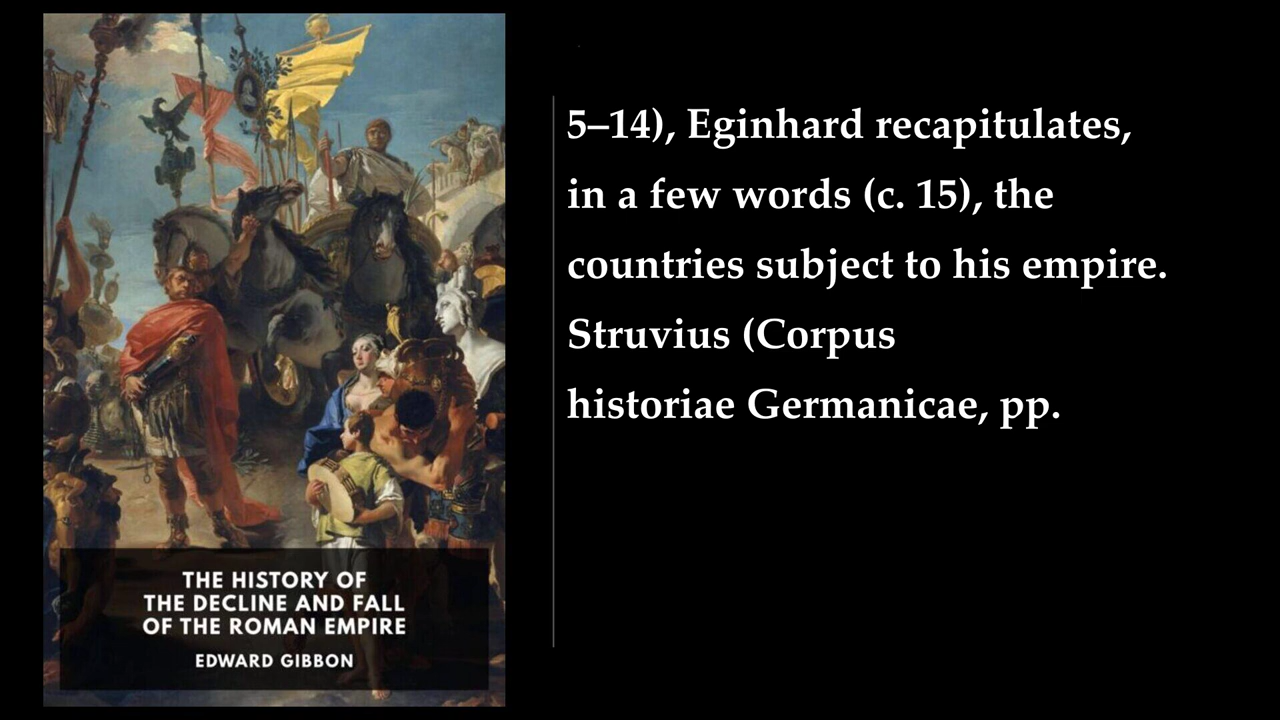 5–14), Eginhard recapitulates,
in a few words (c. 15), the
countries subject to his empire.
Struvius (Corpus
historiae Germanicae, pp.
THE HISTORY OF
THE DECLINE AND FALL
OF THE ROMAN EMPIRE
EDWARD GIBBON